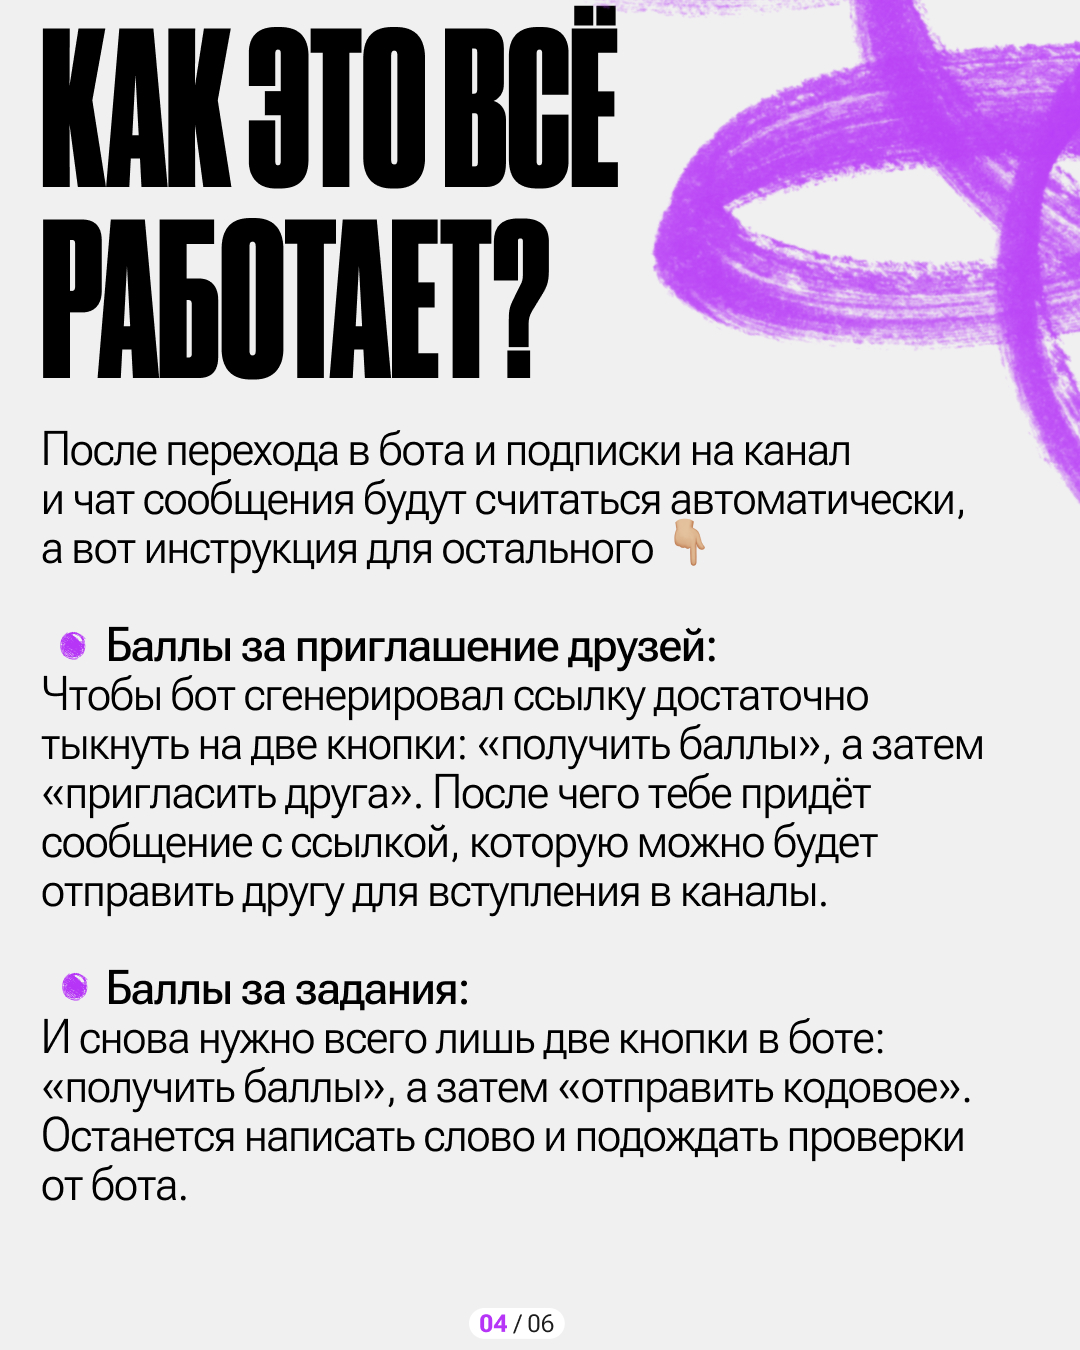 КАК ЭТО ВСЁ
РАБОТАЕТ?
После перехода в бота и подписки на канал
и чат сообщения будут считаться автоматически,
а вот инструкция для остального 👇🏼
Баллы за приглашение друзей:
Чтобы бот сгенерировал ссылку достаточно
тыкнуть на две кнопки: «получить баллы», а затем
«пригласить друга». После чего тебе придёт
сообщение с ссылкой, которую можно будет
отправить другу для вступления в каналы.
Баллы за задания:
И снова нужно всего лишь две кнопки в боте:
«получить баллы», а затем «отправить кодовое».
Останется написать слово и подождать проверки
от бота.
04 / 06